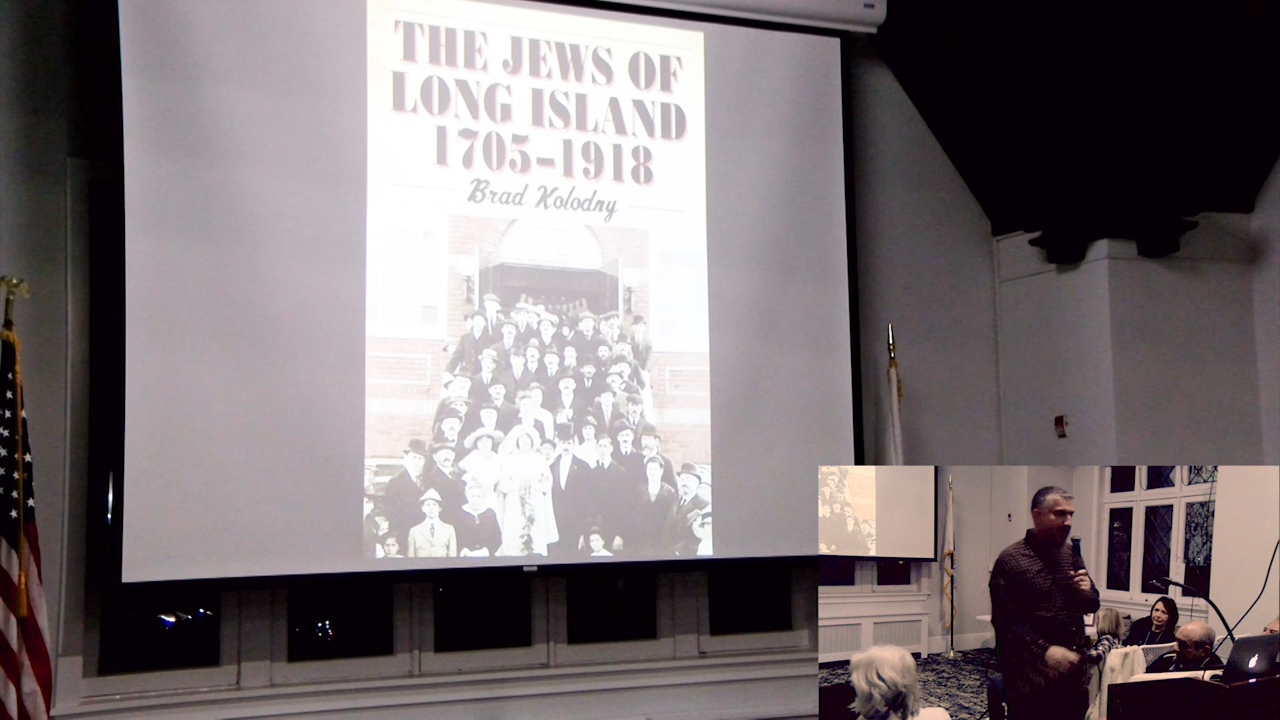 THE JEWS OF
LONG ISLAND
1705–1918
Brad Kolodny